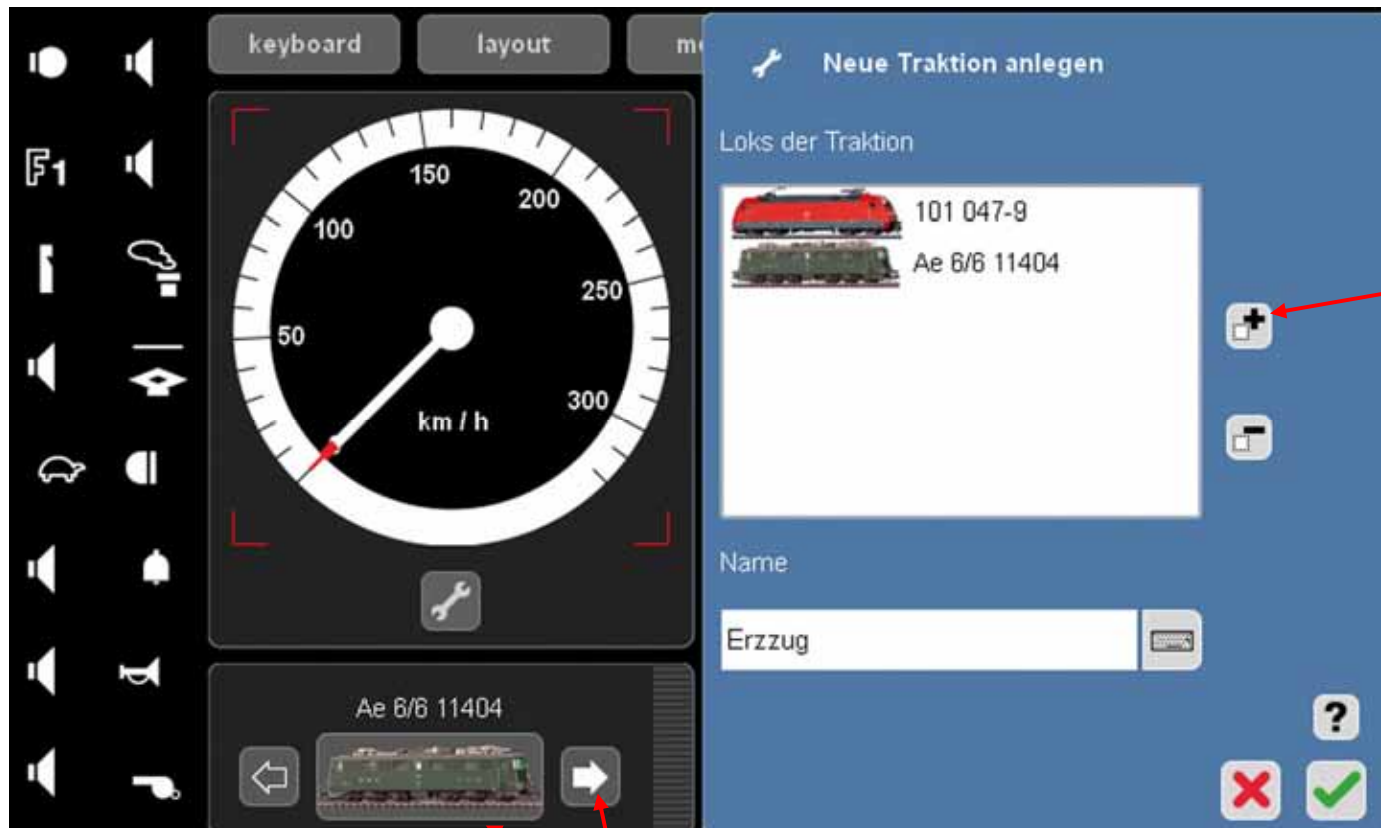 keyboard
layout
Neue Traktion anlegen
Loks der Traktion
101 047-9
Ae 6/6 11404
F1
50
100
150
200
250
300
km / h
Name
Erzzug
Ae 6/6 11404
?